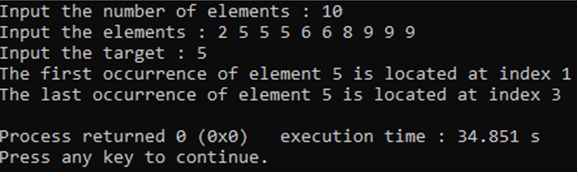 Input the number of elements : 10
Input the elements : 2 5 5 5 5 6 6 8 9 9 9
Input the target : 5
The first occurrence of element 5 is located at index 1
The last occurrence of element 5 is located at index 3
Process returned 0 (0x0)   execution time : 34.851 s
Press any key to continue.